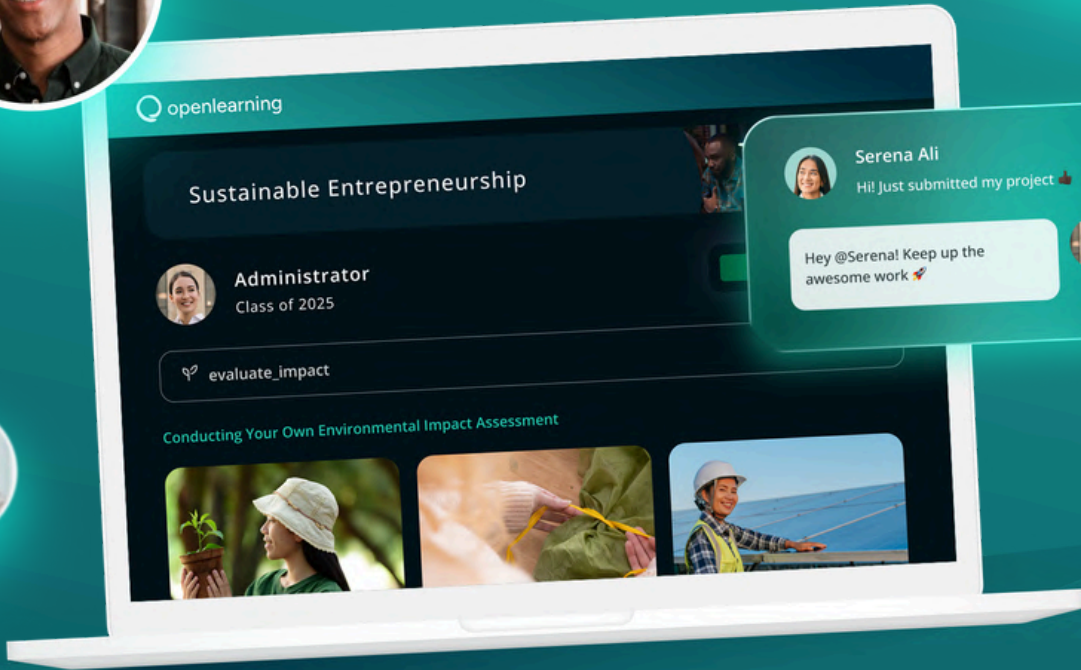 openlearning
Sustainable Entrepreneurship
Administrator
Class of 2025
evaluate_impact
Conducting Your Own Environmental Impact Assessment
Serena Ali
Hi! Just submitted my project 👍🏿
Hey @Serena! Keep up the
awesome work 🚀